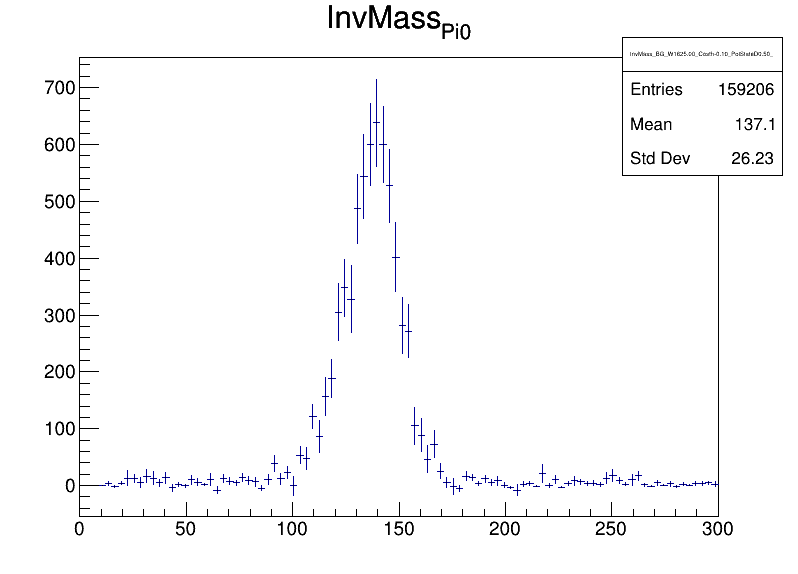 InvMass_Pi0
InvMass_BG_W1625.00_Costh-0.10_PolStateD0.50_
Entries 159206
Mean 137.1
Std Dev 26.23
700
600
500
400
300
200
100
0
0 50 100 150 200 250 300